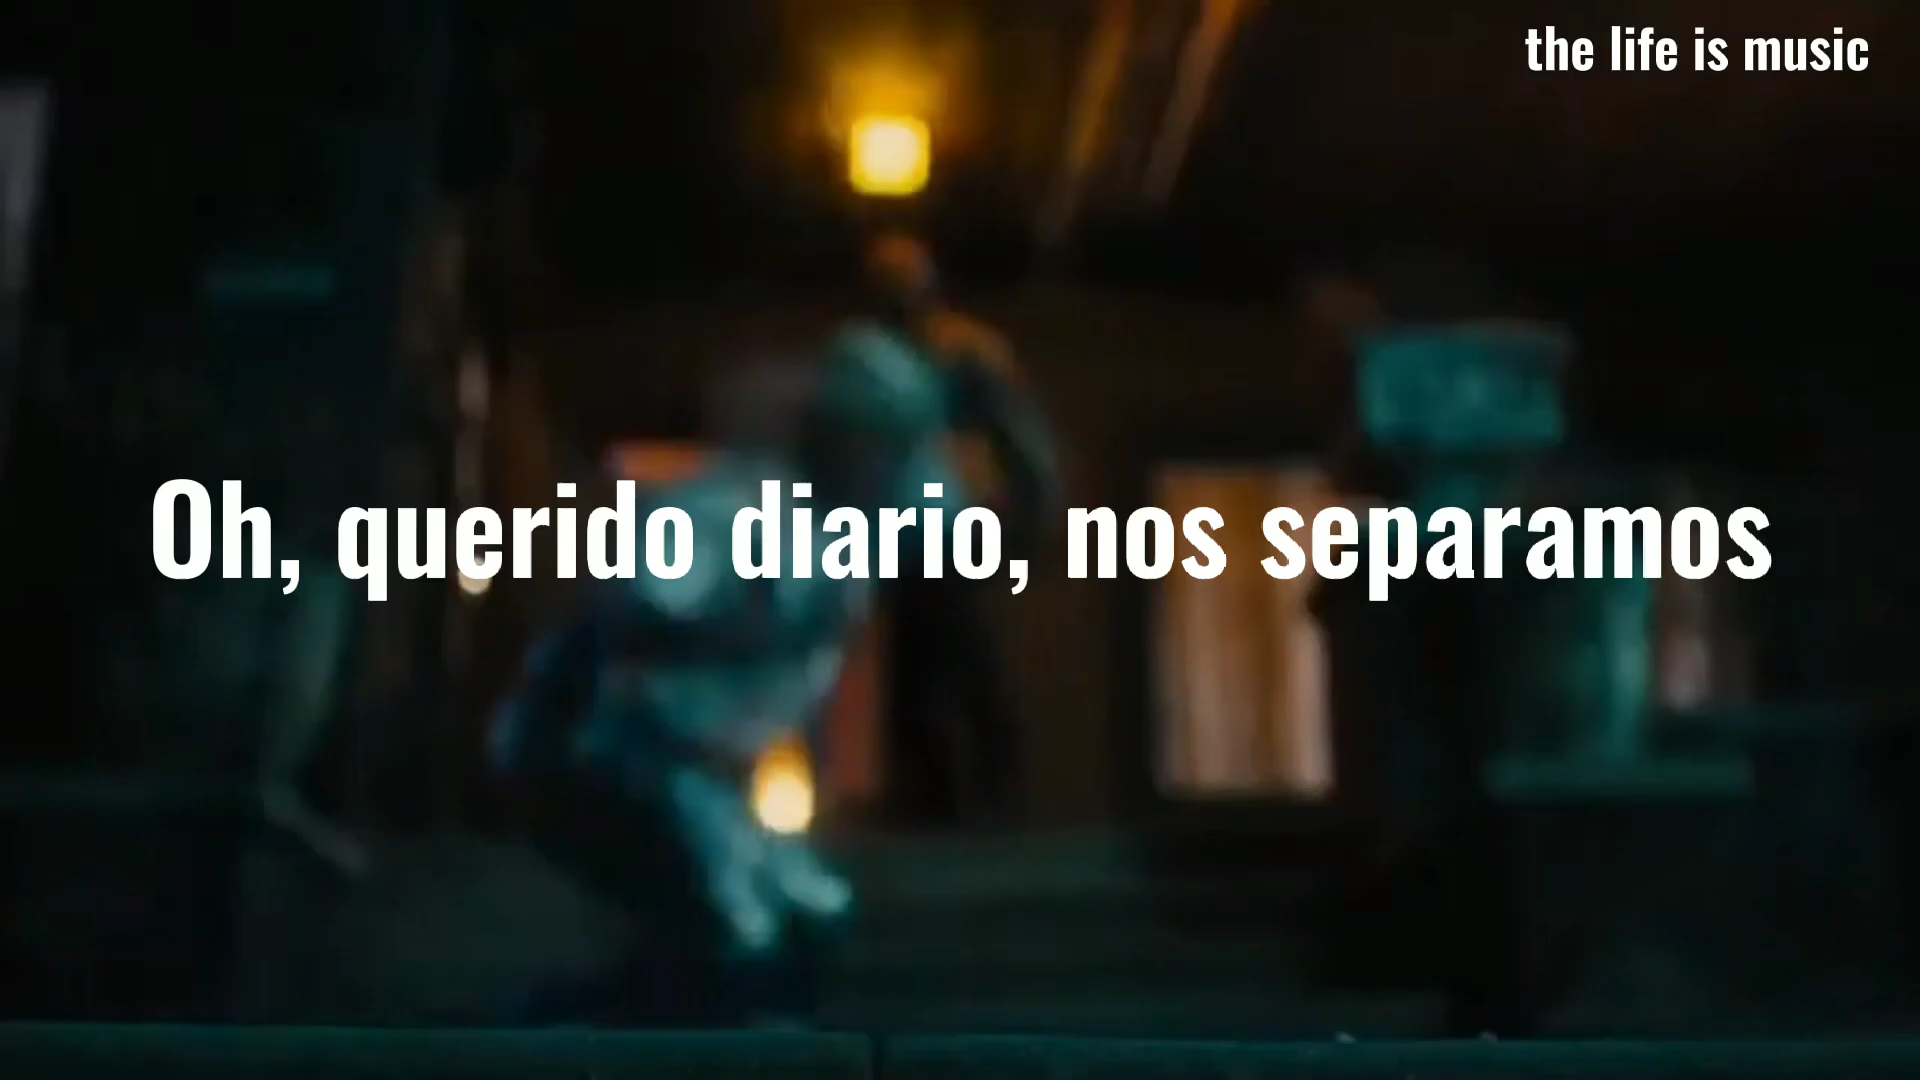 the life is music
Oh, querido diario, nos separamos